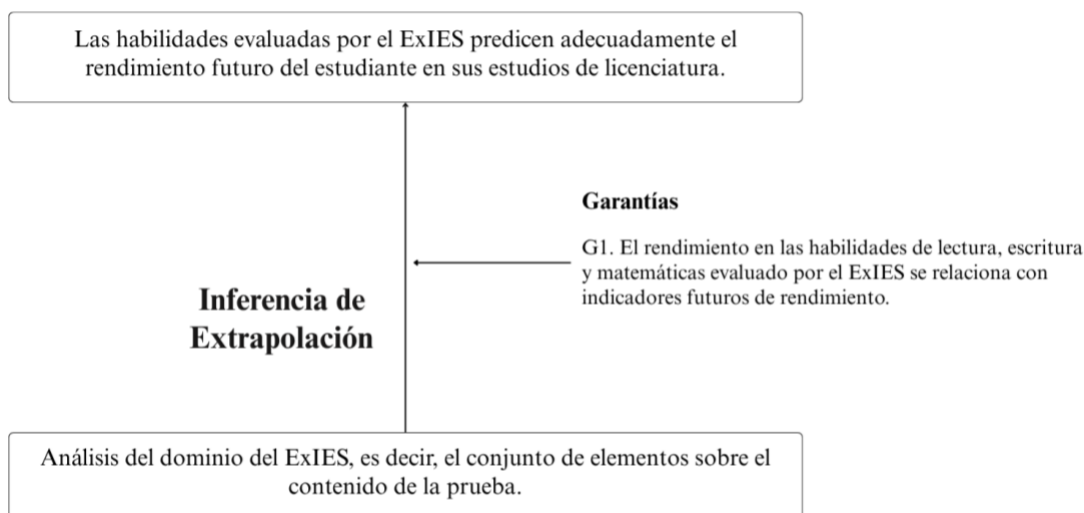 Las habilidades evaluadas por el ExIES predicen adecuadamente el
rendimiento futuro del estudiante en sus estudios de licenciatura.
Garantías
G1. El rendimiento en las habilidades de lectura, escritura
y matemáticas evaluado por el ExIES se relaciona con
indicadores futuros de rendimiento.
Inferencia de
Extrapolación
Análisis del dominio del ExIES, es decir, el conjunto de elementos sobre el
contenido de la prueba.